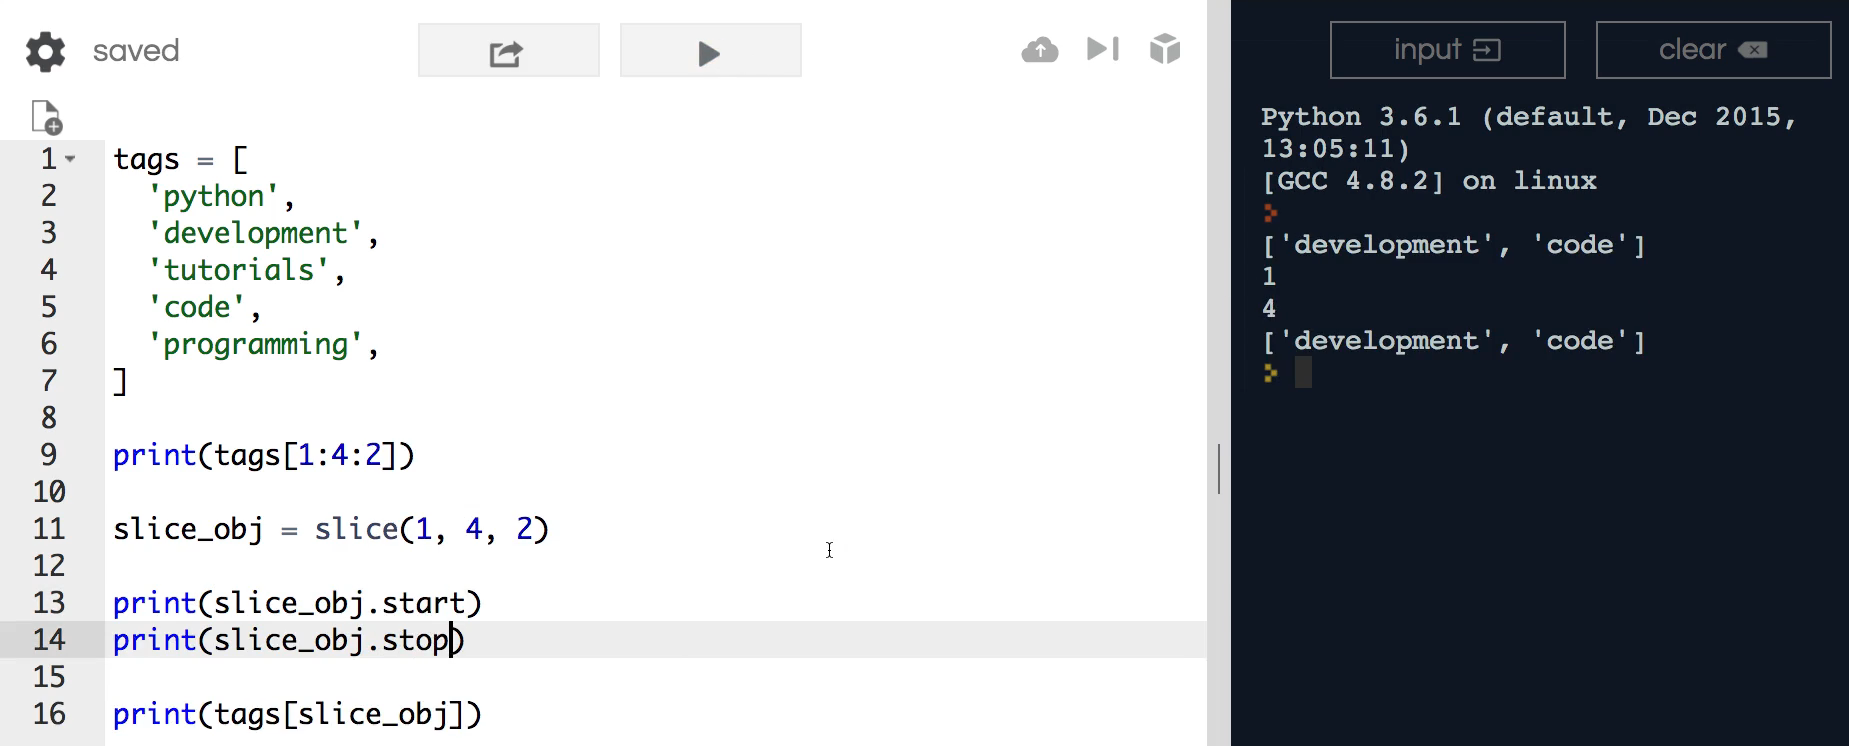 saved
input
clear
1 tags = [
2 'python',
3 'development',
4 'tutorials',
5 'code',
6 'programming',
7 ]
8
9 print(tags[1:4:2])
10
11 slice_obj = slice(1, 4, 2)
12
13 print(slice_obj.start)
14 print(slice_obj.stop)
15
16 print(tags[slice_obj])
Python 3.6.1 (default, Dec 2015,
13:05:11)
[GCC 4.8.2] on linux
>
['development', 'code']
1
4
['development', 'code']
>